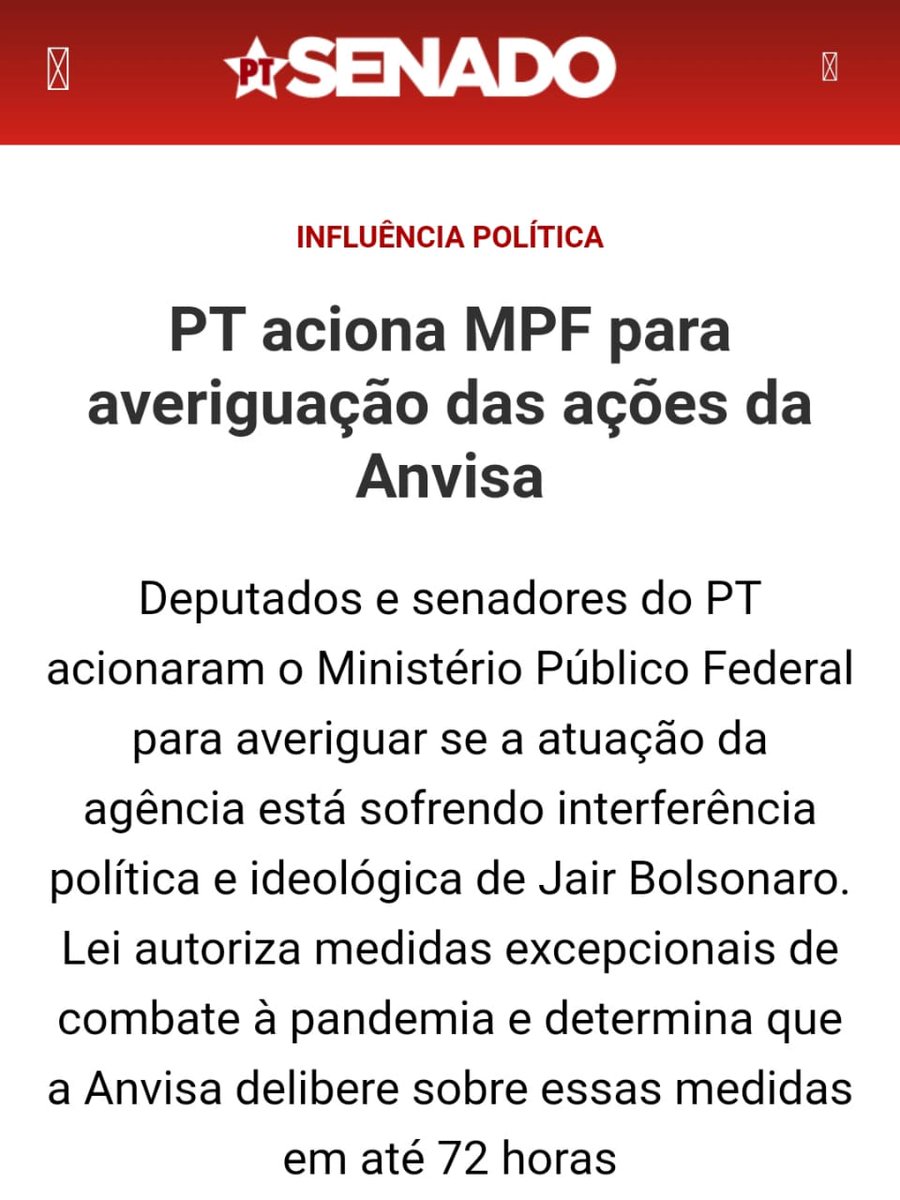 PT SENADO
INFLUÊNCIA POLÍTICA
PT aciona MPF para
averiguação das ações da
Anvisa
Deputados e senadores do PT
acionaram o Ministério Público Federal
para averiguar se a atuação da
agência está sofrendo interferência
política e ideológica de Jair Bolsonaro.
Lei autoriza medidas excepcionais de
combate à pandemia e determina que
a Anvisa delibere sobre essas medidas
em até 72 horas